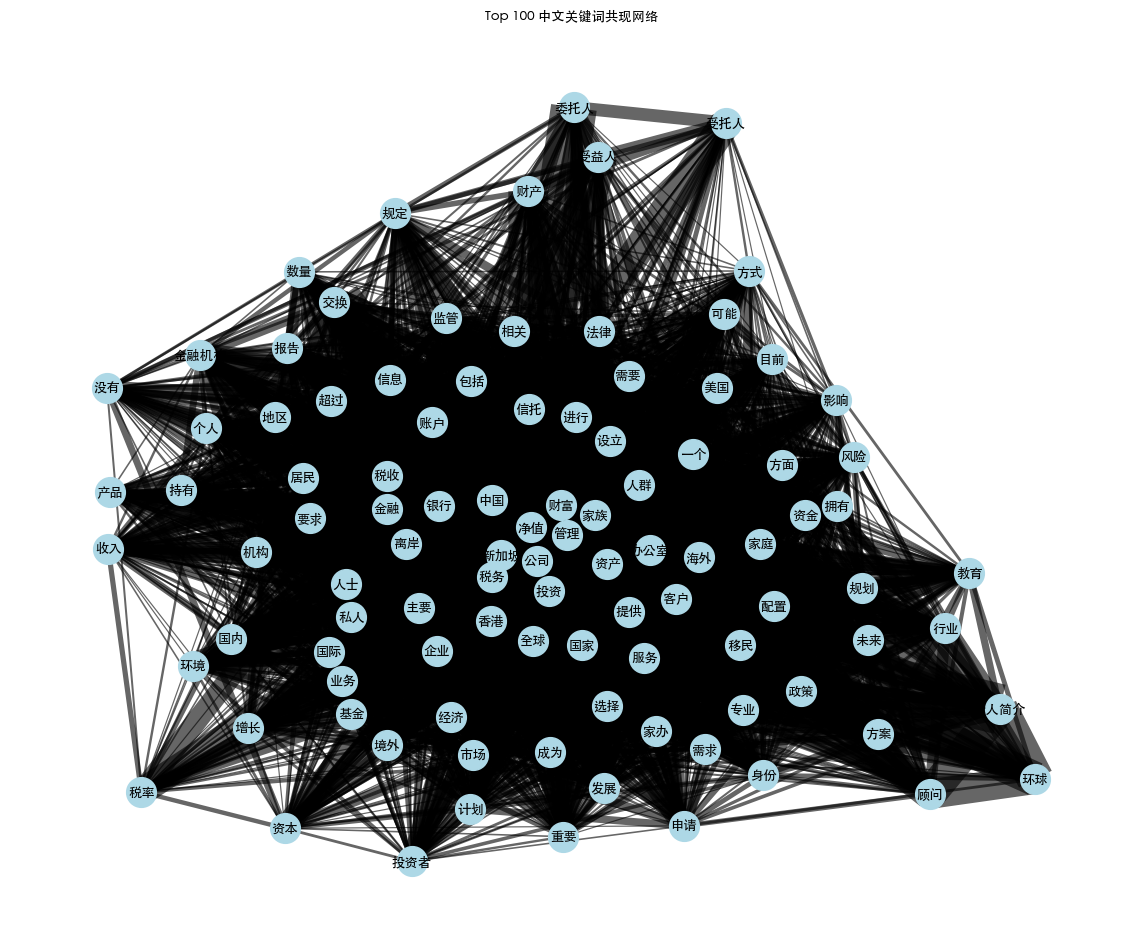 Top 100 中文关键词共现网络
委托人
受托人
受益人
财产
规定
数量
方式
交换
可能
监管
相关
法律
报告
金融机构
目前
需要
没有
信息
包括
美国
超过
影响
信托
地区
进行
账户
个人
设立
一个
风险
方面
税收
居民
人群
持有
产品
中国
财富
银行
拥有
金融
家族
资金
要求
净值
管理
离岸
家庭
收入
办公室
机构
新加坡
海外
公司
资产
教育
税务
人士
规划
投资
客户
配置
主要
提供
私人
香港
行业
国内
全球
未来
国家
移民
企业
国际
服务
环境
业务
政策
选择
人简介
专业
基金
经济
增长
家办
方案
境外
需求
成为
市场
身份
环球
发展
税率
顾问
计划
申请
资本
重要
投资者